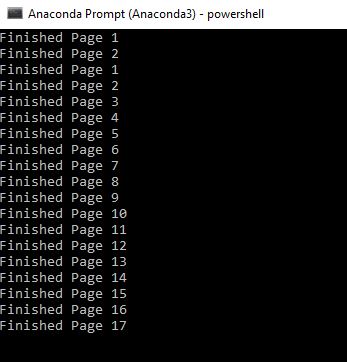 Anaconda Prompt (Anaconda3) - powershell
Finished Page 1
Finished Page 2
Finished Page 1
Finished Page 2
Finished Page 3
Finished Page 4
Finished Page 5
Finished Page 6
Finished Page 7
Finished Page 8
Finished Page 9
Finished Page 10
Finished Page 11
Finished Page 12
Finished Page 13
Finished Page 14
Finished Page 15
Finished Page 16
Finished Page 17